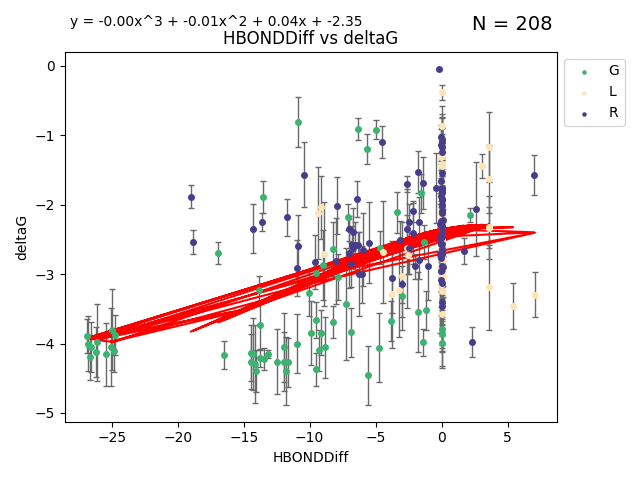 y = -0.00x^3 + -0.01x^2 + 0.04x + -2.35
N = 208
HBONDDiff vs deltaG
G
L
R
0
−1
−2
−3
−4
−5
deltaG
−25
−20
−15
−10
−5
0
5
HBONDDiff